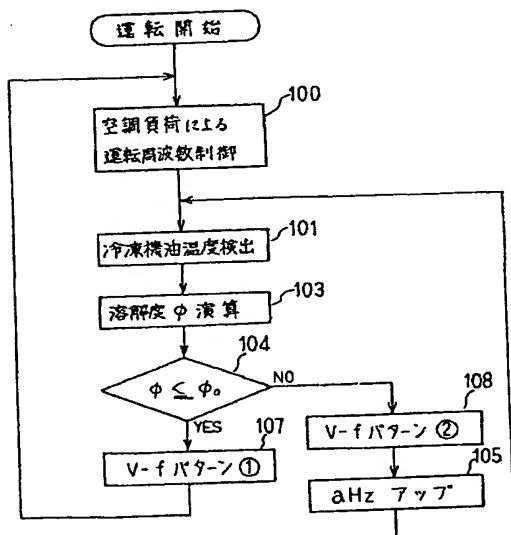 運転開始
100
空調負荷による
運転周波数制御
101
冷凍機油温度検出
103
溶解度 φ 演算
104
φ ≦ φ₀
NO
YES
107
V-f パターン ①
108
V-f パターン ②
105
aHz アップ